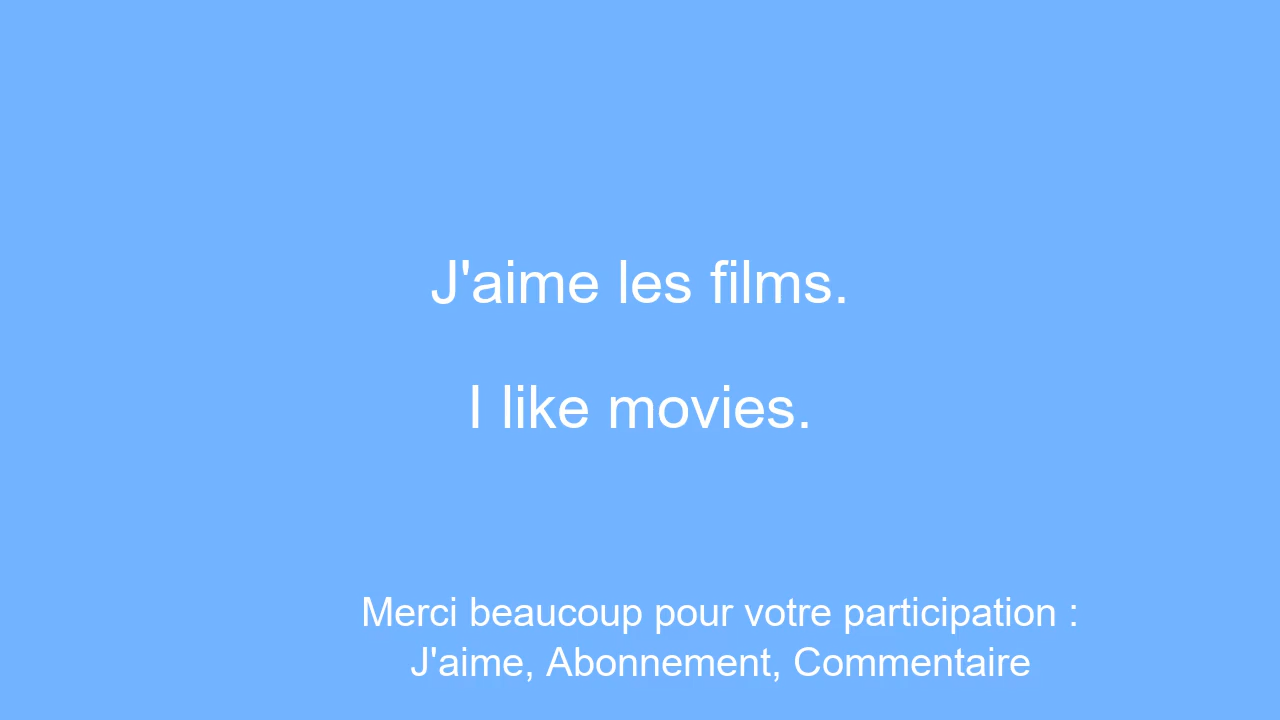 J'aime les films.
I like movies.
Merci beaucoup pour votre participation :
J'aime, Abonnement, Commentaire